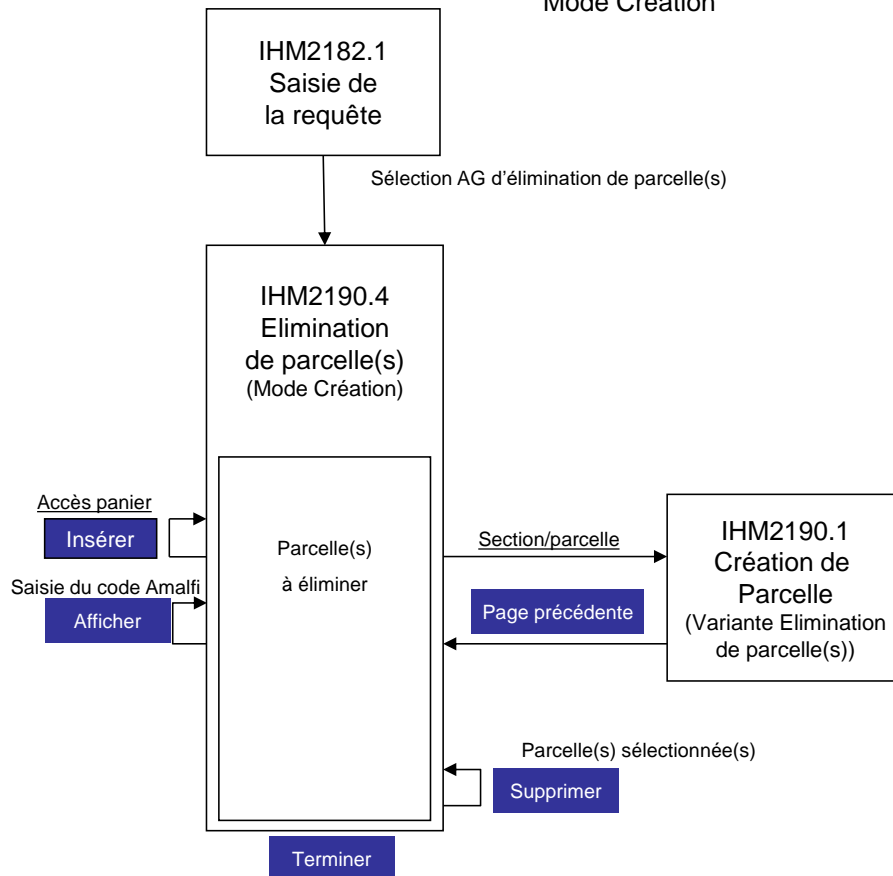 Mode Création
IHM2182.1
Saisie de
la requête
Sélection AG d'élimination de parcelle(s)
IHM2190.4
Elimination
de parcelle(s)
(Mode Création)
Accès panier
Insérer
Saisie du code Amalfi
Afficher
Parcelle(s)
à éliminer
Section/parcelle
Page précédente
IHM2190.1
Création de
Parcelle
(Variante Elimination
de parcelle(s))
Parcelle(s) sélectionnée(s)
Supprimer
Terminer